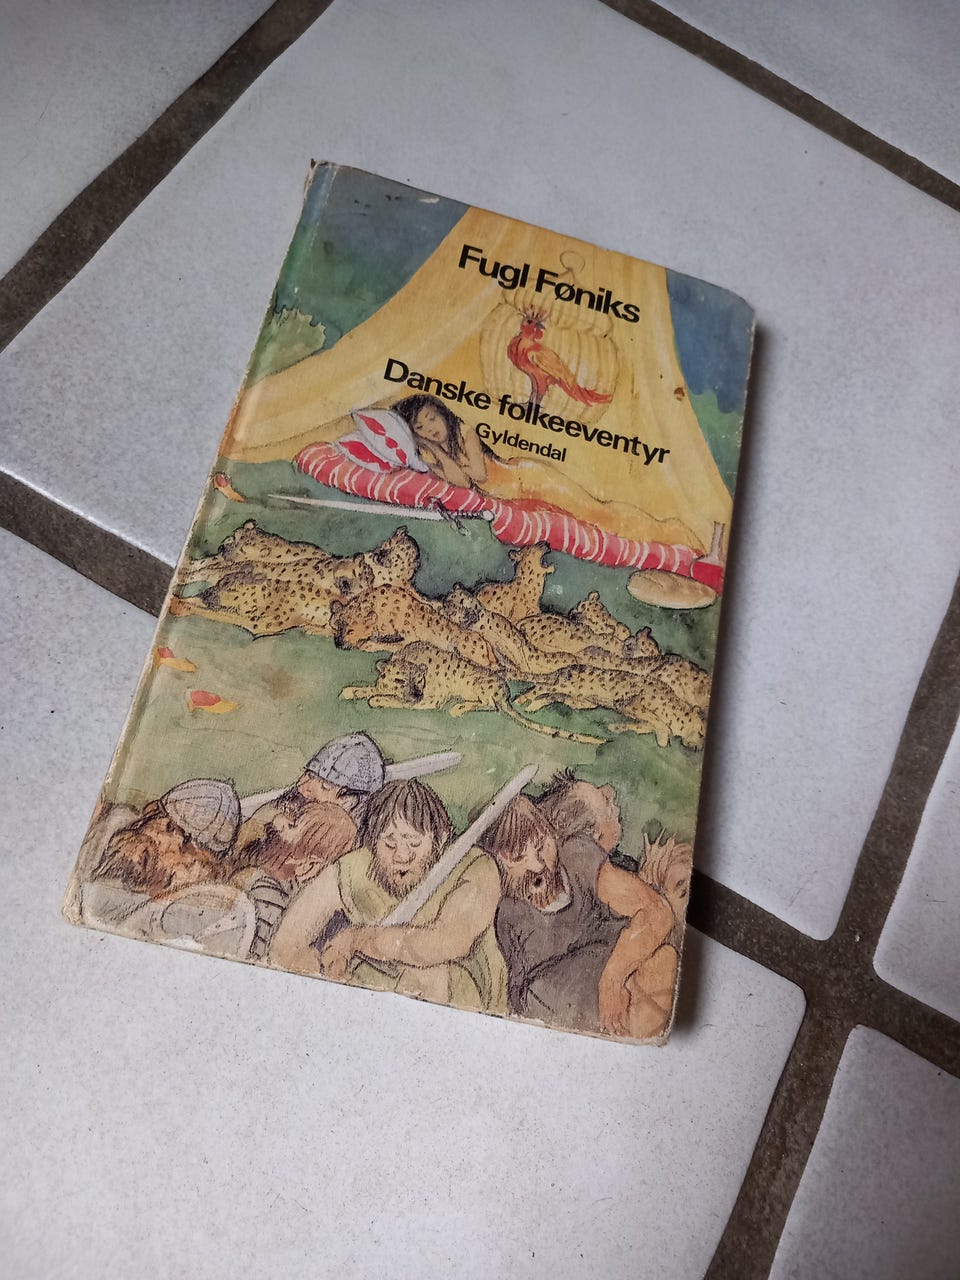 Fugl Føniks
Danske folkeeventyr
Gyldendal